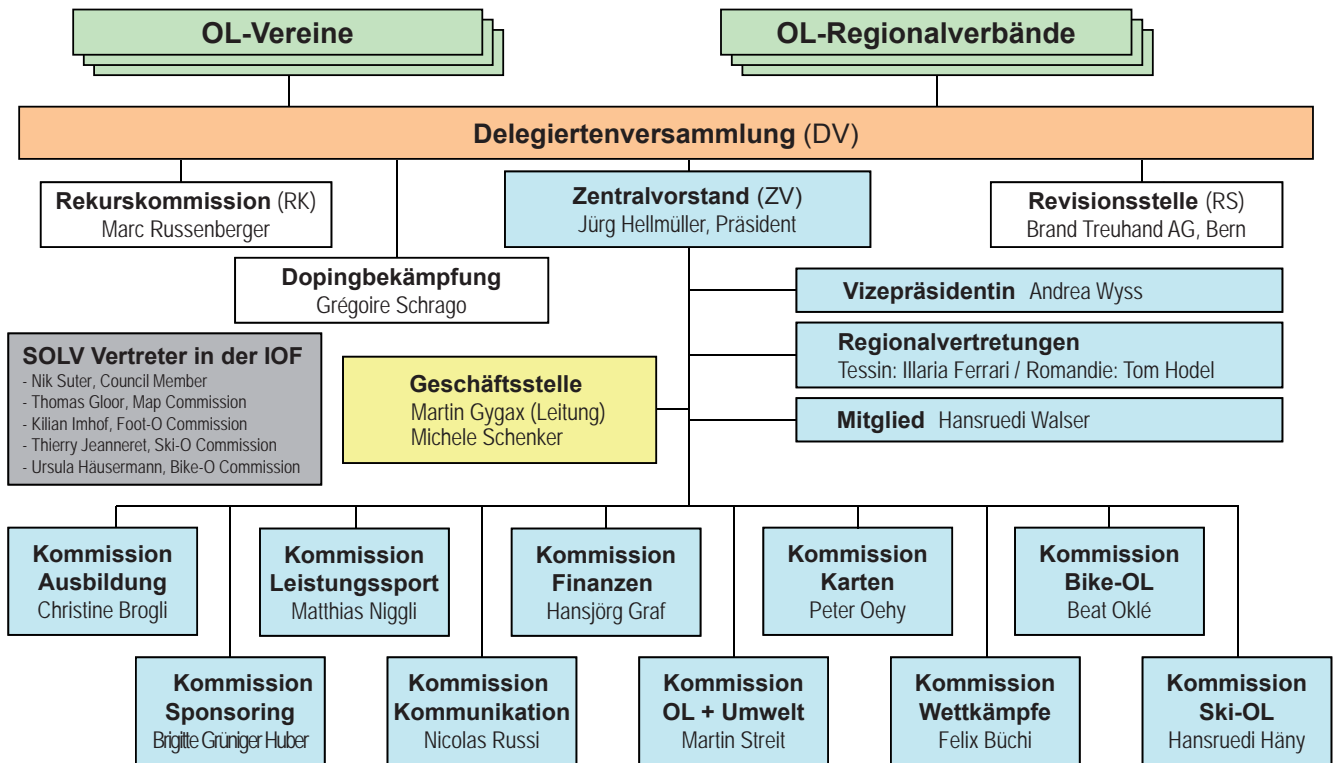 OL-Vereine
OL-Regionalverbände
Delegiertenversammlung (DV)
Rekurskommission (RK)
Marc Russenberger
Zentralvorstand (ZV)
Jürg Hellmüller, Präsident
Revisionsstelle (RS)
Brand Treuhand AG, Bern
Dopingbekämpfung
Grégoire Schrago
Vizepräsidentin Andrea Wyss
Regionalvertretungen
Tessin: Illaria Ferrari / Romandie: Tom Hodel
Mitglied Hansruedi Walser
SOLV Vertreter in der IOF
- Nik Suter, Council Member
- Thomas Gloor, Map Commission
- Kilian Imhof, Foot-O Commission
- Thierry Jeanneret, Ski-O Commission
- Ursula Häusermann, Bike-O Commission
Geschäftsstelle
Martin Gygax (Leitung)
Michele Schenker
Kommission
Ausbildung
Christine Brogli
Kommission
Leistungssport
Matthias Niggli
Kommission
Finanzen
Hansjörg Graf
Kommission
Karten
Peter Oehy
Kommission
Bike-OL
Beat Oklé
Kommission
Sponsoring
Brigitte Grüniger Huber
Kommission
Kommunikation
Nicolas Russi
Kommission
OL + Umwelt
Martin Streit
Kommission
Wettkämpfe
Felix Büchi
Kommission
Ski-OL
Hansruedi Häny